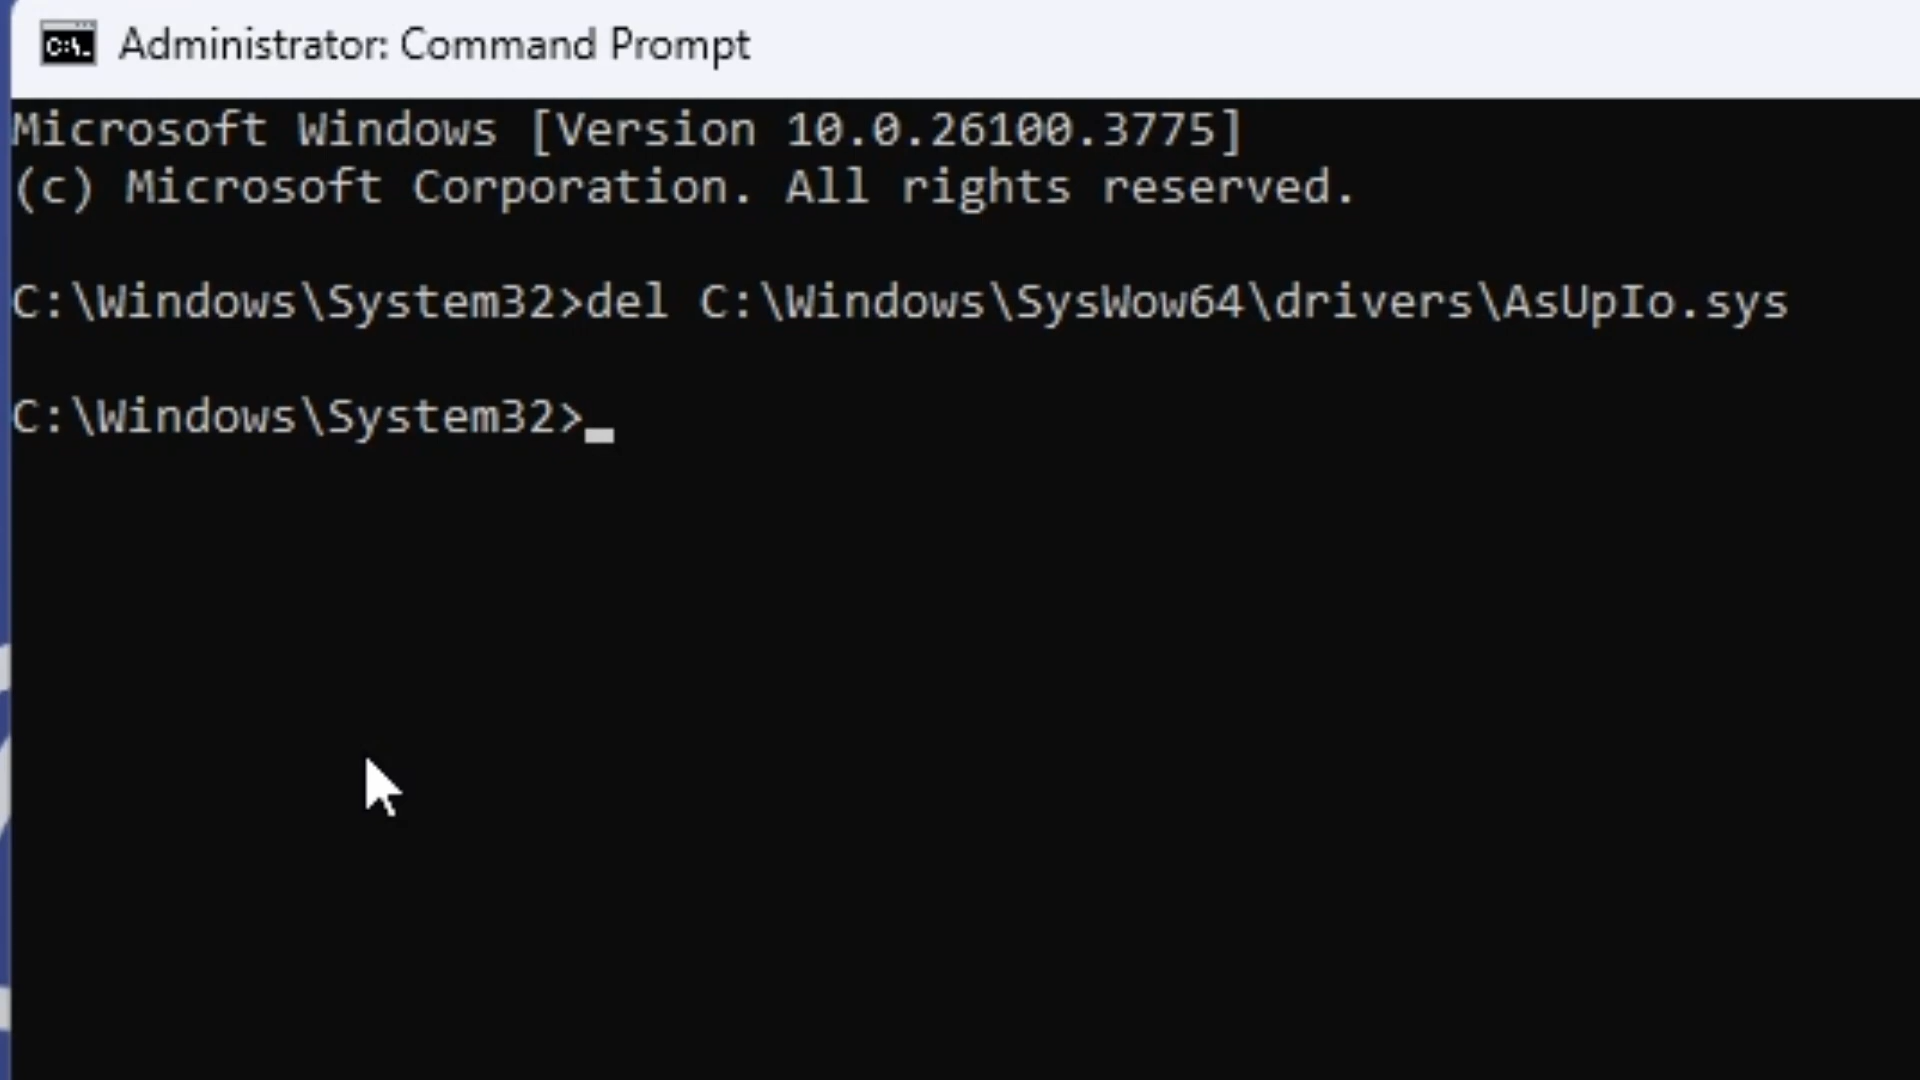 Administrator: Command Prompt
Microsoft Windows [Version 10.0.26100.3775]
(c) Microsoft Corporation. All rights reserved.
C:\Windows\System32>del C:\Windows\SysWow64\drivers\AsUpIo.sys
C:\Windows\System32>